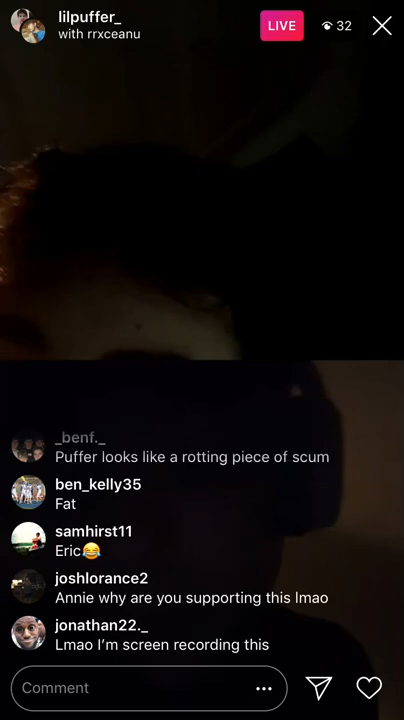 lilpuffer_
with rrxceanu
LIVE
32
_benf._
Puffer looks like a rotting piece of scum
ben_kelly35
Fat
samhirst11
Eric😂
joshlorance2
Annie why are you supporting this lmao
jonathan22._
Lmao I’m screen recording this
Comment